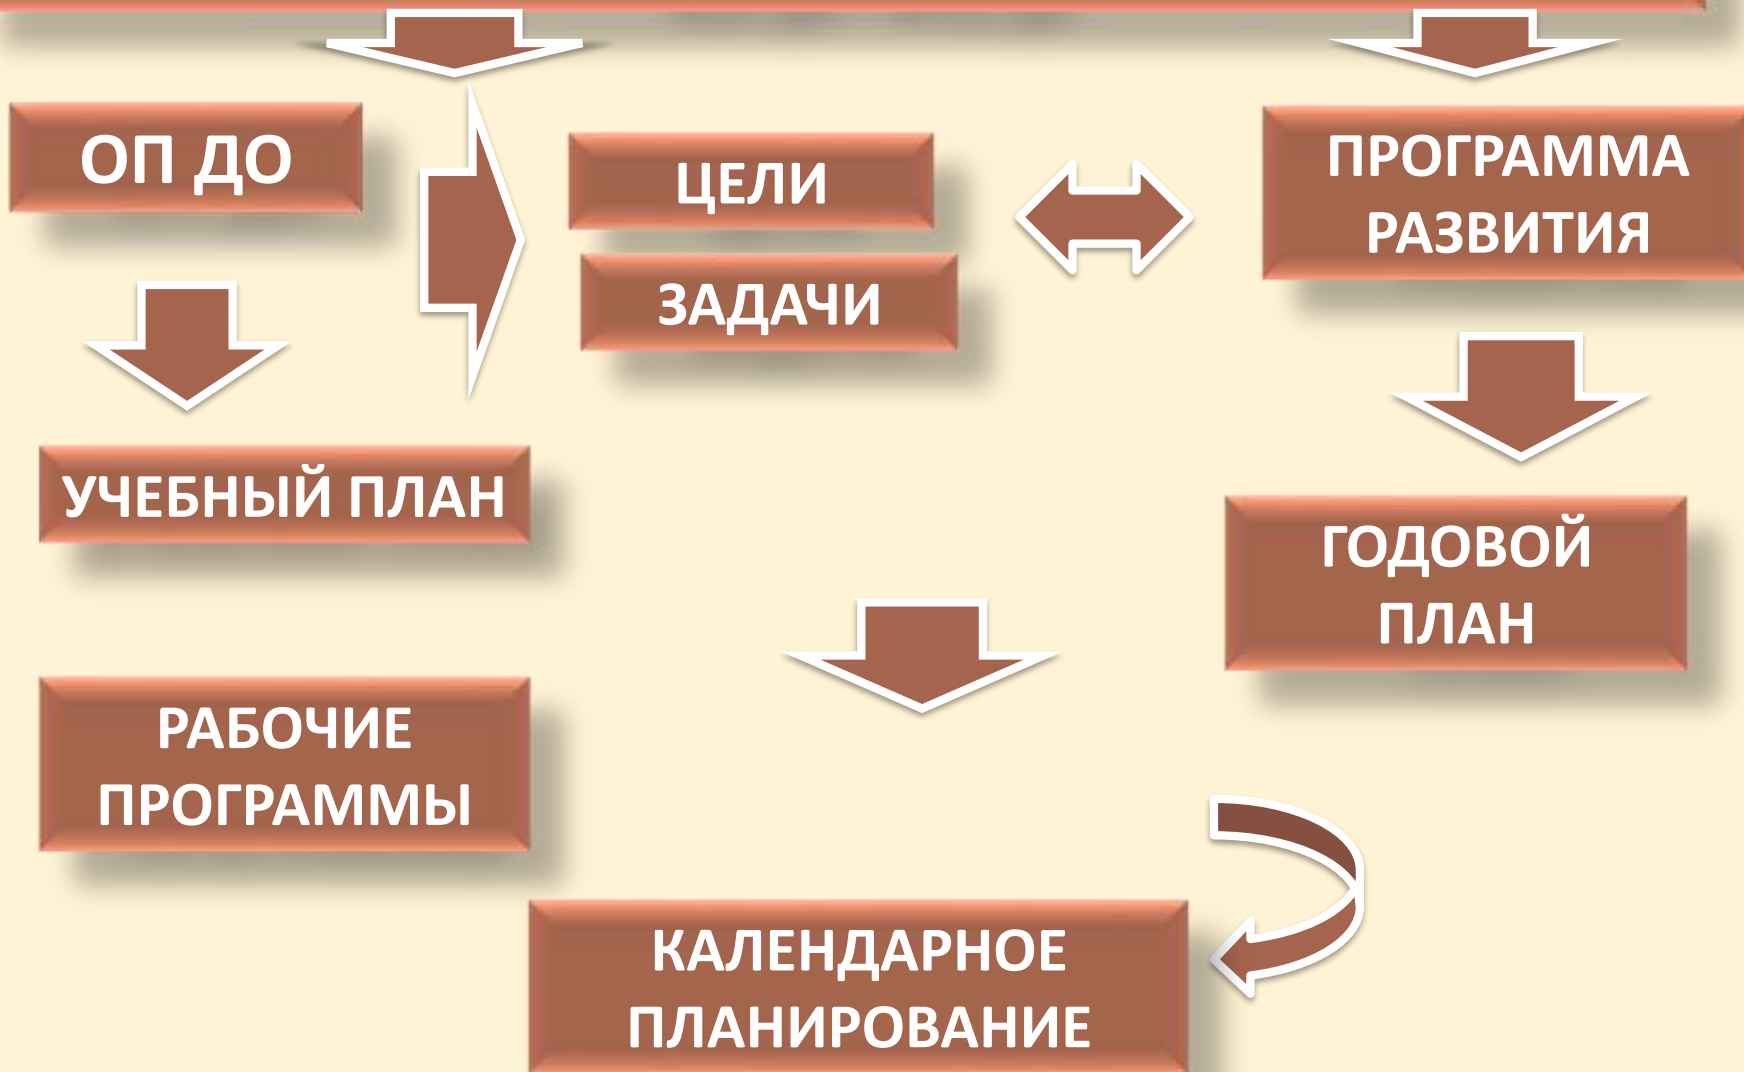 ОП ДО
ЦЕЛИ
ЗАДАЧИ
ПРОГРАММА
РАЗВИТИЯ
УЧЕБНЫЙ ПЛАН
ГОДОВОЙ
ПЛАН
РАБОЧИЕ
ПРОГРАММЫ
КАЛЕНДАРНОЕ
ПЛАНИРОВАНИЕ